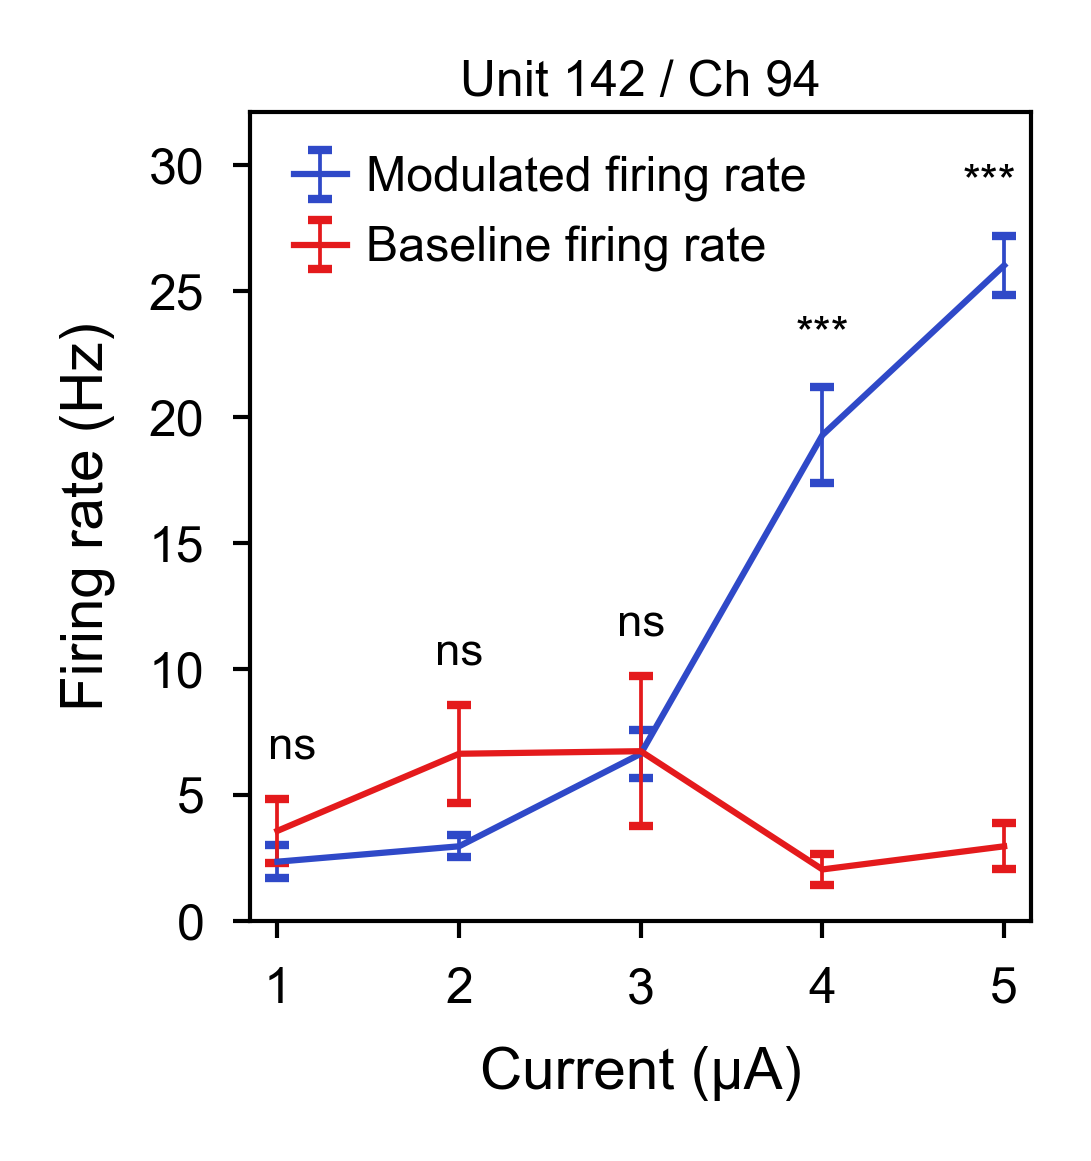 Unit 142 / Ch 94
Modulated firing rate
Baseline firing rate
***
***
ns
ns
ns
30
25
20
15
10
5
0
Firing rate (Hz)
1 2 3 4 5
Current (µA)